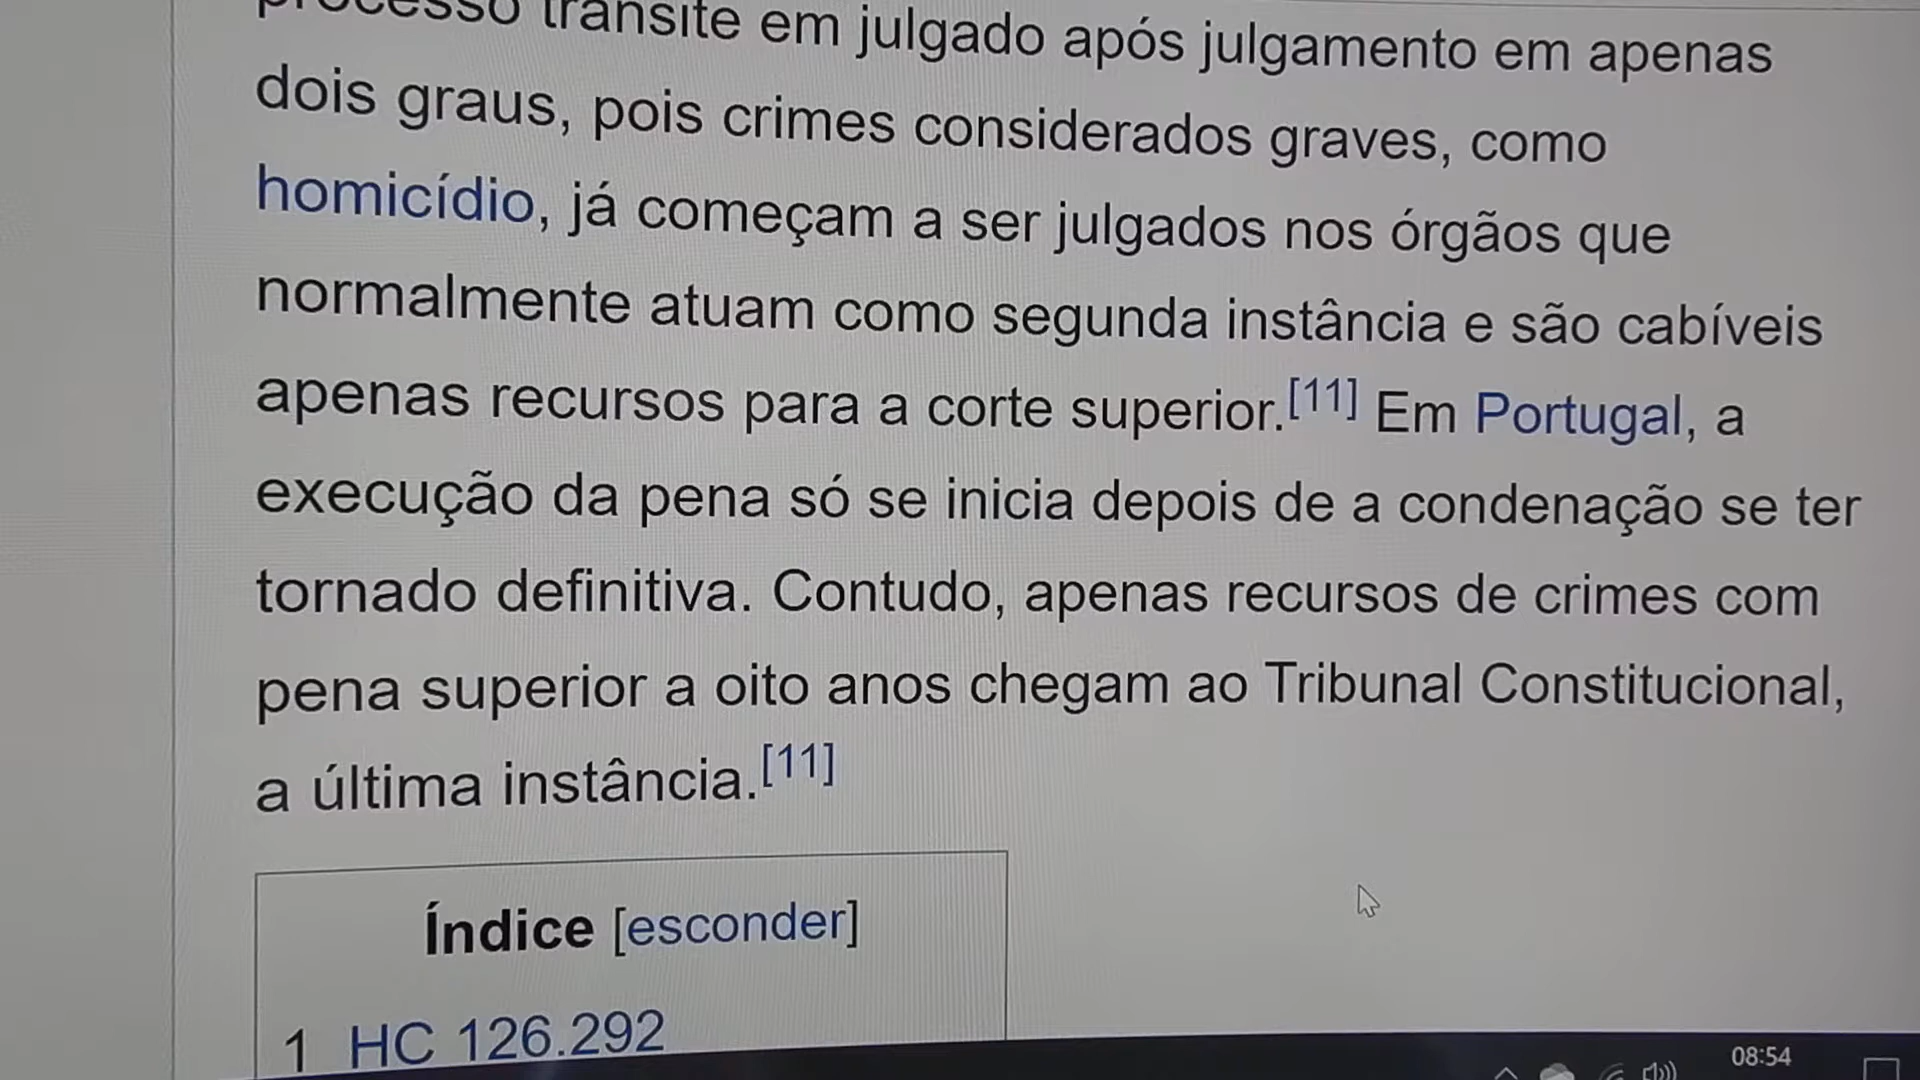 processo transite em julgado após julgamento em apenas
dois graus, pois crimes considerados graves, como
homicídio, já começam a ser julgados nos órgãos que
normalmente atuam como segunda instância e são cabíveis
apenas recursos para a corte superior.[11] Em Portugal, a
execução da pena só se inicia depois de a condenação se ter
tornado definitiva. Contudo, apenas recursos de crimes com
pena superior a oito anos chegam ao Tribunal Constitucional,
a última instância.[11]
Índice [esconder]
1 HC 126.292
08:54